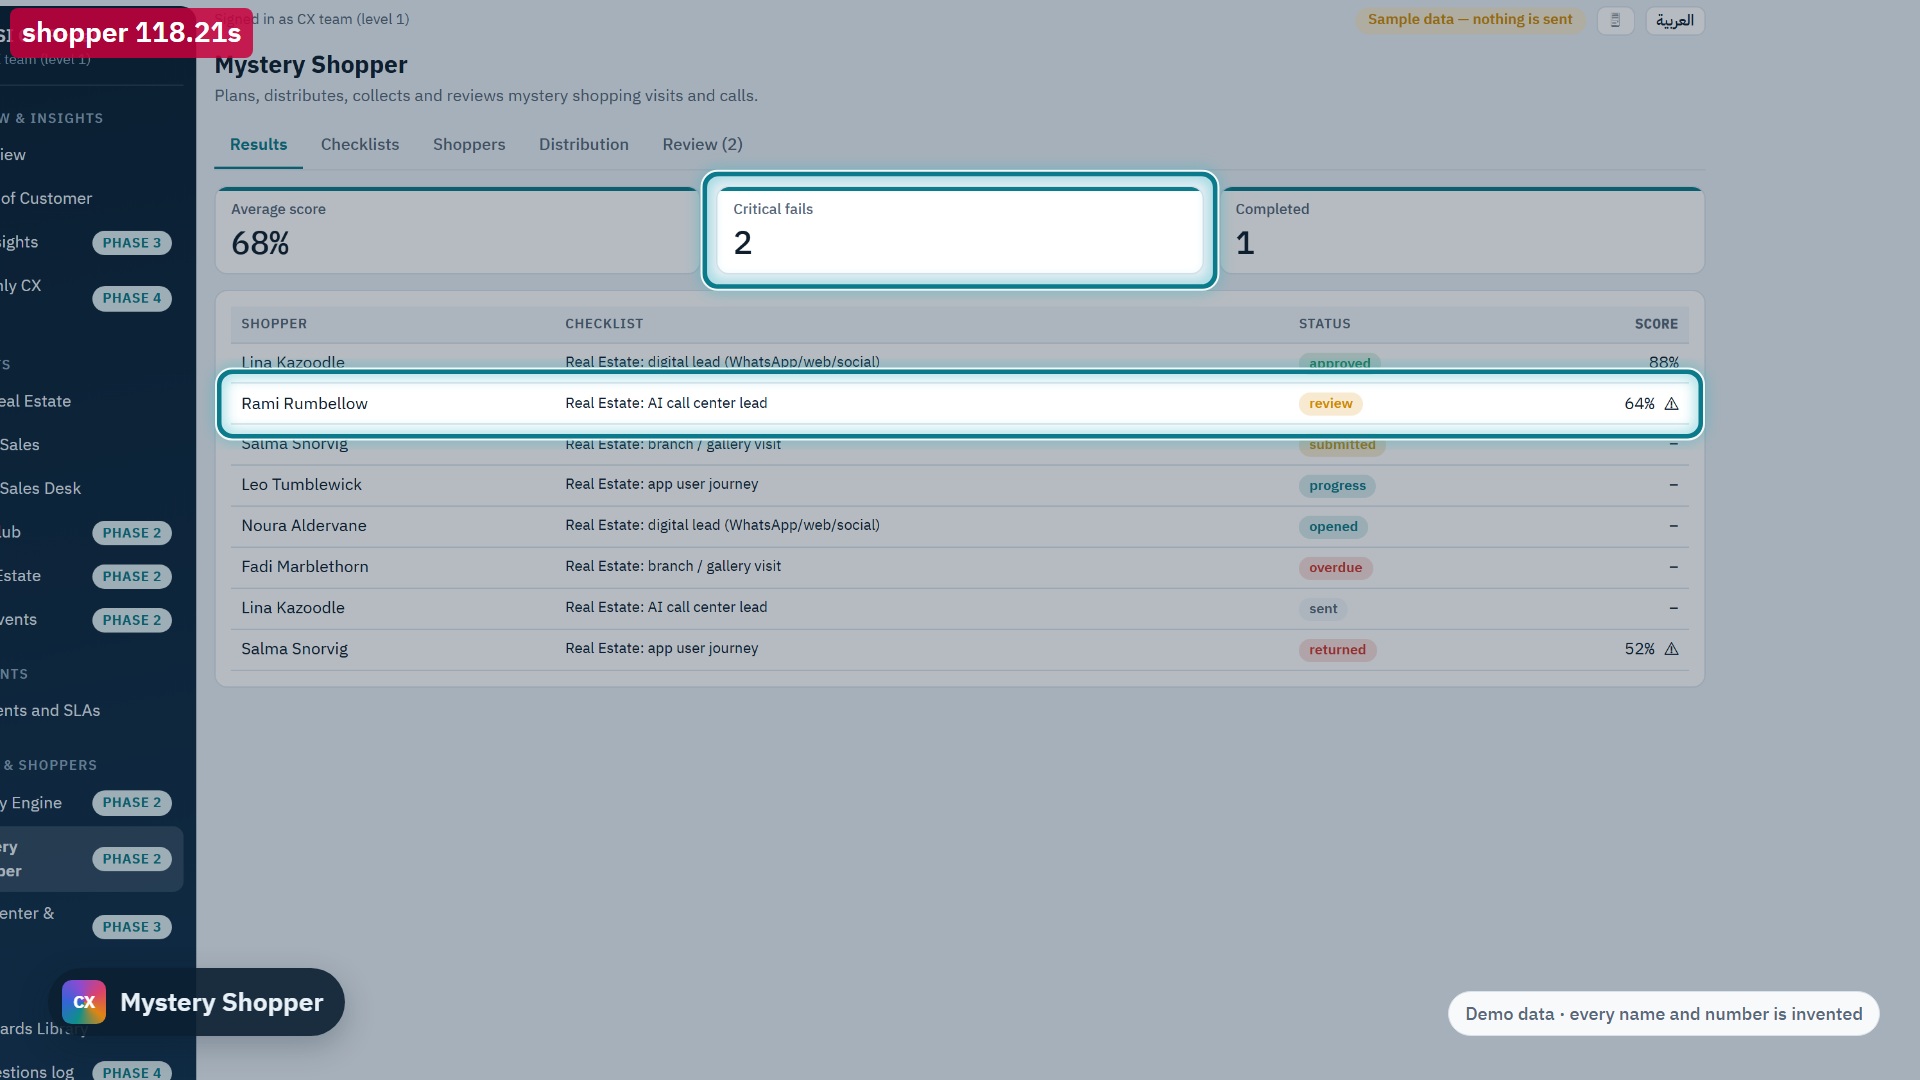 shopper 118.21s
in as CX team (level 1)
Sample data — nothing is sent
العربية
team (level 1)
Mystery Shopper
Plans, distributes, collects and reviews mystery shopping visits and calls.
Results Checklists Shoppers Distribution Review (2)
Average score
68%
Critical fails
2
Completed
1
SHOPPER CHECKLIST STATUS SCORE
Lina Kazoodle Real Estate: digital lead (WhatsApp/web/social) approved 88%
Rami Rumbellow Real Estate: AI call center lead review 64% ⚠
Salma Snorvig Real Estate: branch / gallery visit submitted –
Leo Tumblewick Real Estate: app user journey progress –
Noura Aldervane Real Estate: digital lead (WhatsApp/web/social) opened –
Fadi Marblethorn Real Estate: branch / gallery visit overdue –
Lina Kazoodle Real Estate: AI call center lead sent –
Salma Snorvig Real Estate: app user journey returned 52% ⚠
W & INSIGHTS
iew
of Customer
ights PHASE 3
ly CX
PHASE 4
TS
eal Estate
Sales
Sales Desk
ub PHASE 2
Estate PHASE 2
vents PHASE 2
NTS
ents and SLAs
& SHOPPERS
y Engine PHASE 2
ery
per PHASE 2
enter &
PHASE 3
ards Library
estions log PHASE 4
CX Mystery Shopper
Demo data · every name and number is invented